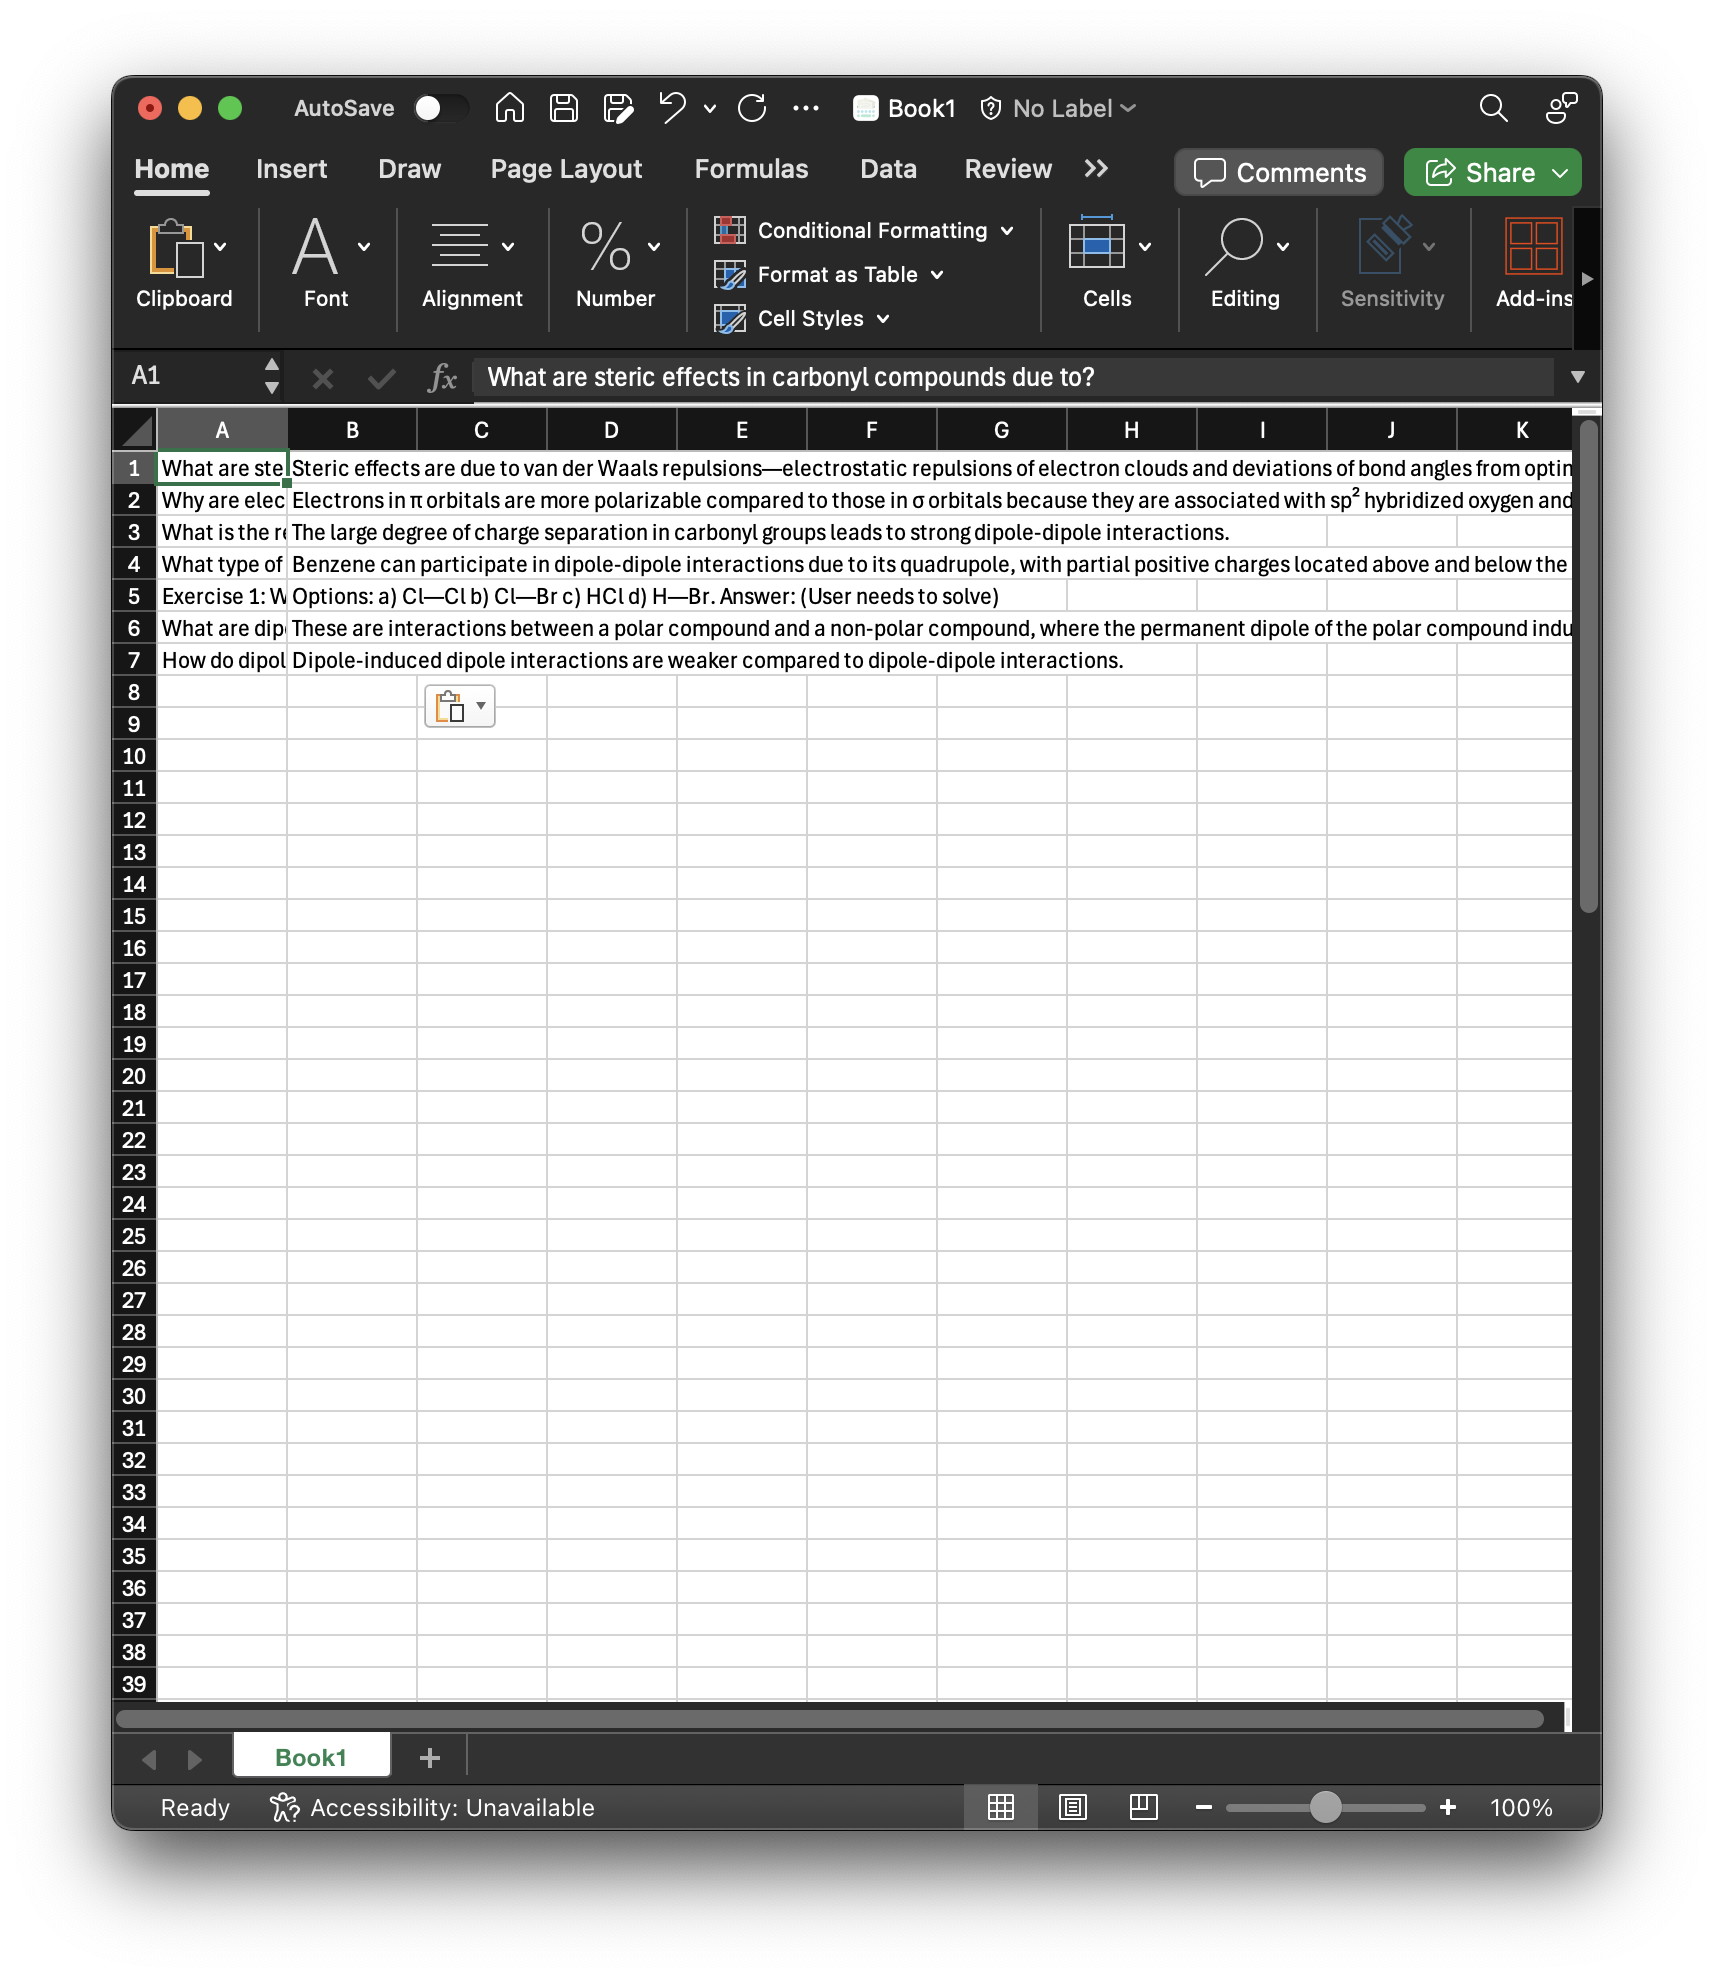 AutoSave Book1 No Label
Home Insert Draw Page Layout Formulas Data Review Comments Share
Conditional Formatting
Format as Table
Cell Styles
Clipboard Font Alignment Number Cells Editing Sensitivity Add-ins
A1 fx What are steric effects in carbonyl compounds due to?
A B C D E F G H I J K
1 What are ste Steric effects are due to van der Waals repulsions—electrostatic repulsions of electron clouds and deviations of bond angles from optim
2 Why are elec Electrons in π orbitals are more polarizable compared to those in σ orbitals because they are associated with sp² hybridized oxygen and
3 What is the re The large degree of charge separation in carbonyl groups leads to strong dipole-dipole interactions.
4 What type of Benzene can participate in dipole-dipole interactions due to its quadrupole, with partial positive charges located above and below the
5 Exercise 1: W Options: a) Cl—Cl b) Cl—Br c) HCl d) H—Br. Answer: (User needs to solve)
6 What are dip These are interactions between a polar compound and a non-polar compound, where the permanent dipole of the polar compound indu
7 How do dipol Dipole-induced dipole interactions are weaker compared to dipole-dipole interactions.
8
9
10
11
12
13
14
15
16
17
18
19
20
21
22
23
24
25
26
27
28
29
30
31
32
33
34
35
36
37
38
39
Book1
Ready Accessibility: Unavailable 100%